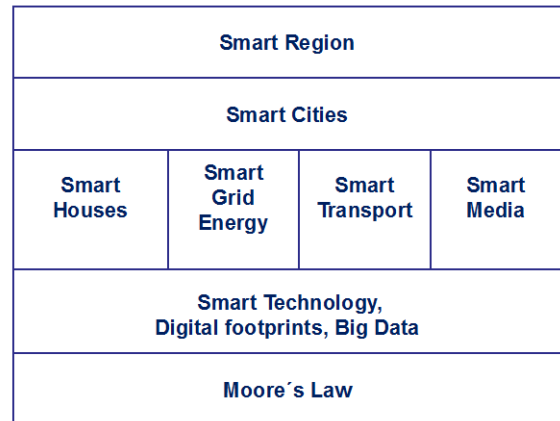 Smart Region
Smart Cities
Smart
Houses
Smart
Grid
Energy
Smart
Transport
Smart
Media
Smart Technology,
Digital footprints, Big Data
Moore´s Law